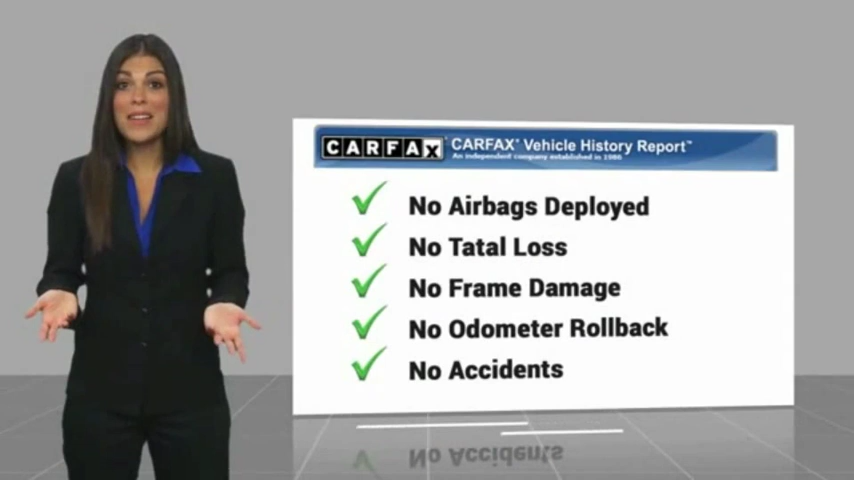 CARFAX CARFAX® Vehicle History Report™
An independent company established in 1986
No Airbags Deployed
No Tatal Loss
No Frame Damage
No Odometer Rollback
No Accidents
No Accidents